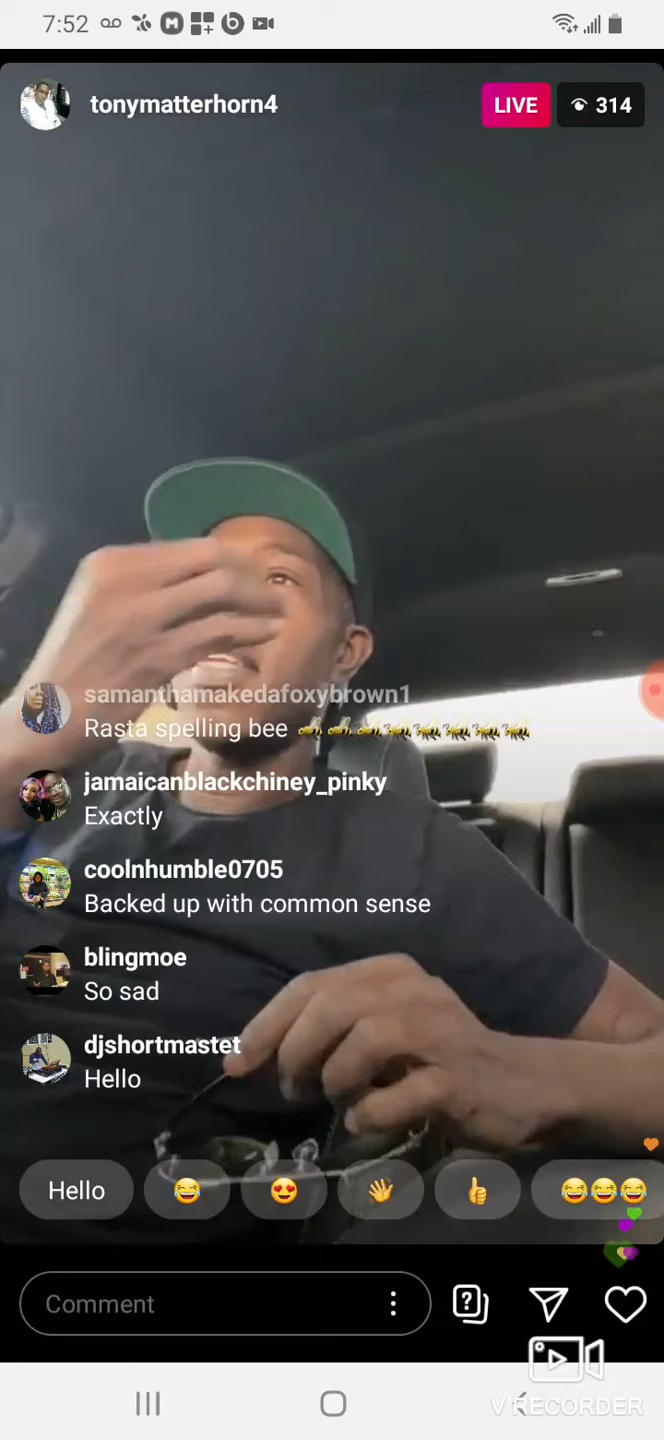 7:52
tonymatterhorn4
LIVE 314
samanthamakedafoxybrown1
Rasta spelling bee 🐝🐝🐝🐝🐝🐝🐝🐝
jamaicanblackchiney_pinky
Exactly
coolnhumble0705
Backed up with common sense
blingmoe
So sad
djshortmastet
Hello
Hello 😂 😍 👋 👍 😂😂😂
Comment
V RECORDER